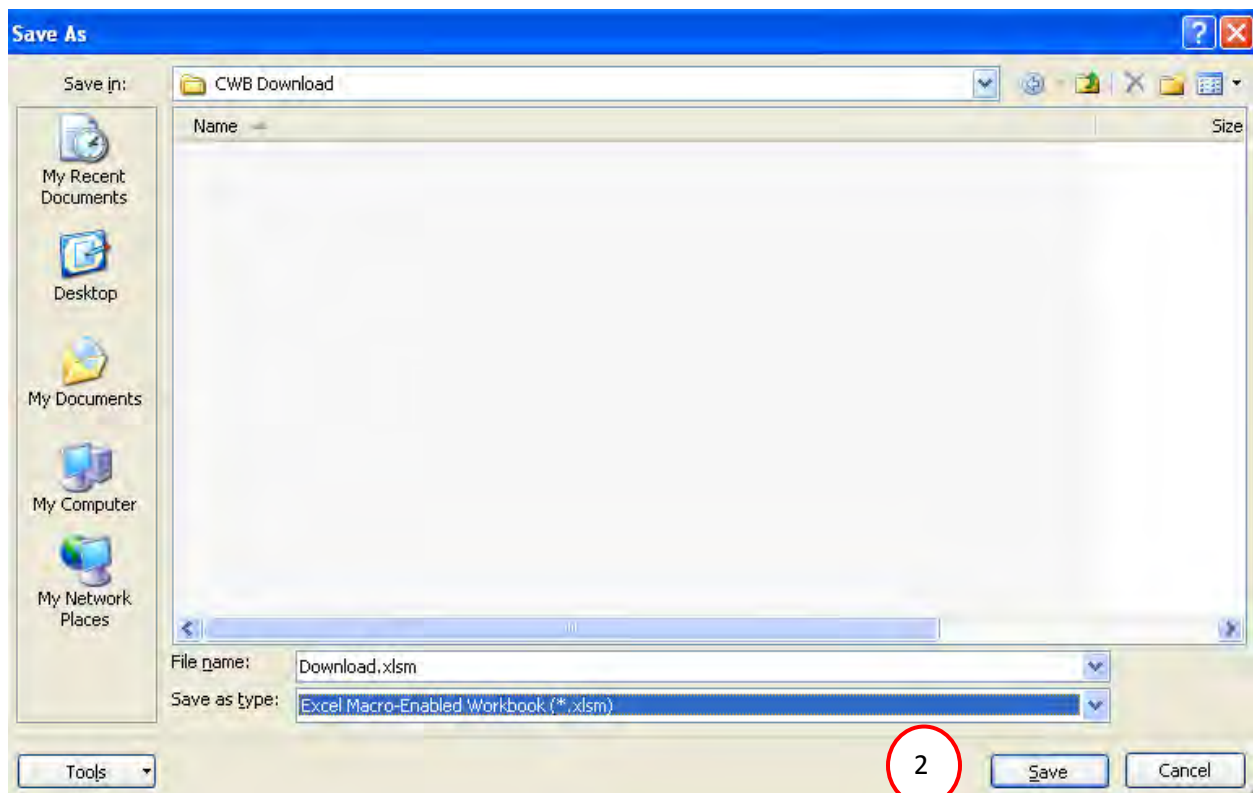 Save As
Save in:
CWB Download
Name
Size
My Recent
Documents
Desktop
My Documents
My Computer
My Network
Places
File name:
Download.xlsm
Save as type:
Excel Macro-Enabled Workbook (*.xlsm)
Tools
2
Save
Cancel